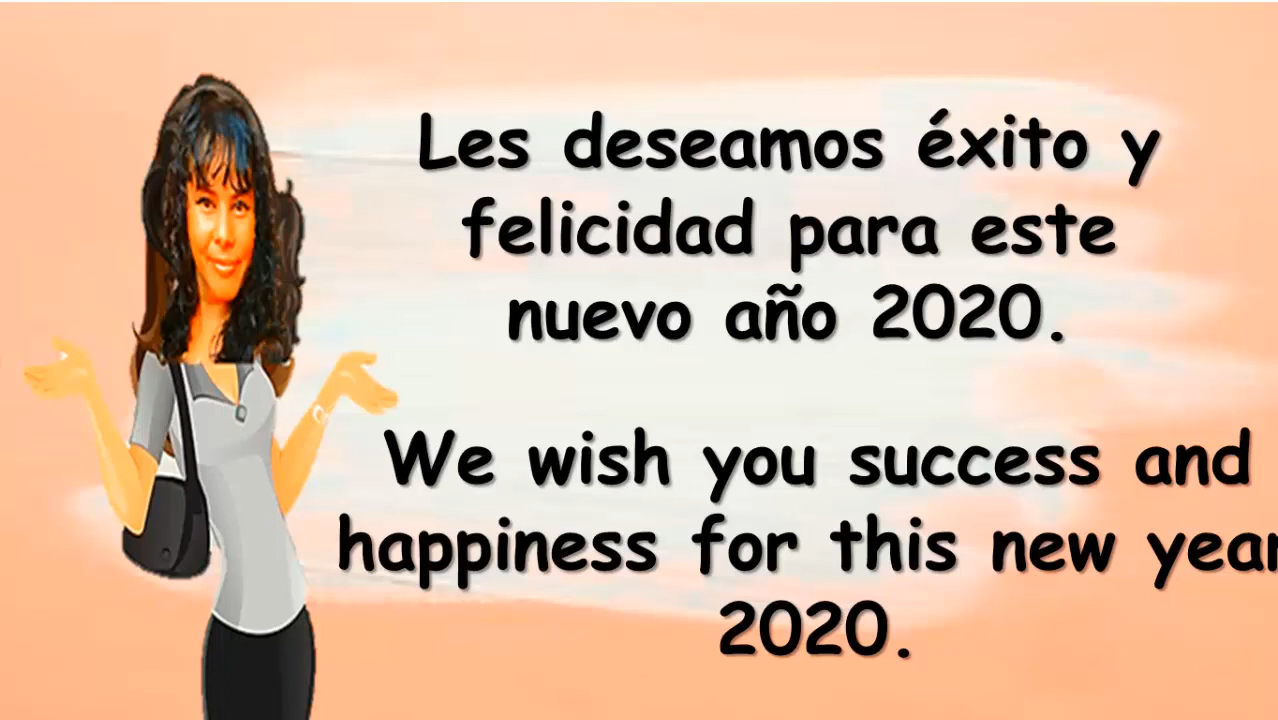 Les deseamos éxito y
felicidad para este
nuevo año 2020.
We wish you success and
happiness for this new year
2020.